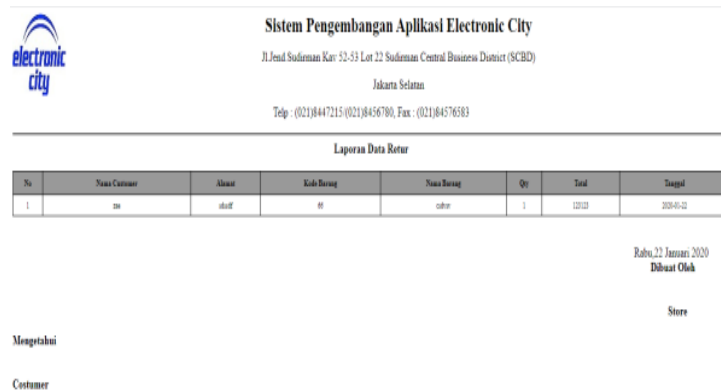 electronic
city
Sistem Pengembangan Aplikasi Electronic City
Jl.Jend Sudirman Kav 52-53 Lot 22 Sudirman Central Business District (SCBD)
Jakarta Selatan
Telp : (021)8447215/(021)8456780, Fax : (021)84576583
Laporan Data Retur
No Nama Customer Alamat Kode Barang Nama Barang Qty Total Tanggal
1 1 2020-01-22
Rabu,22 Januari 2020
Dibuat Oleh
Store
Mengetahui
Costumer